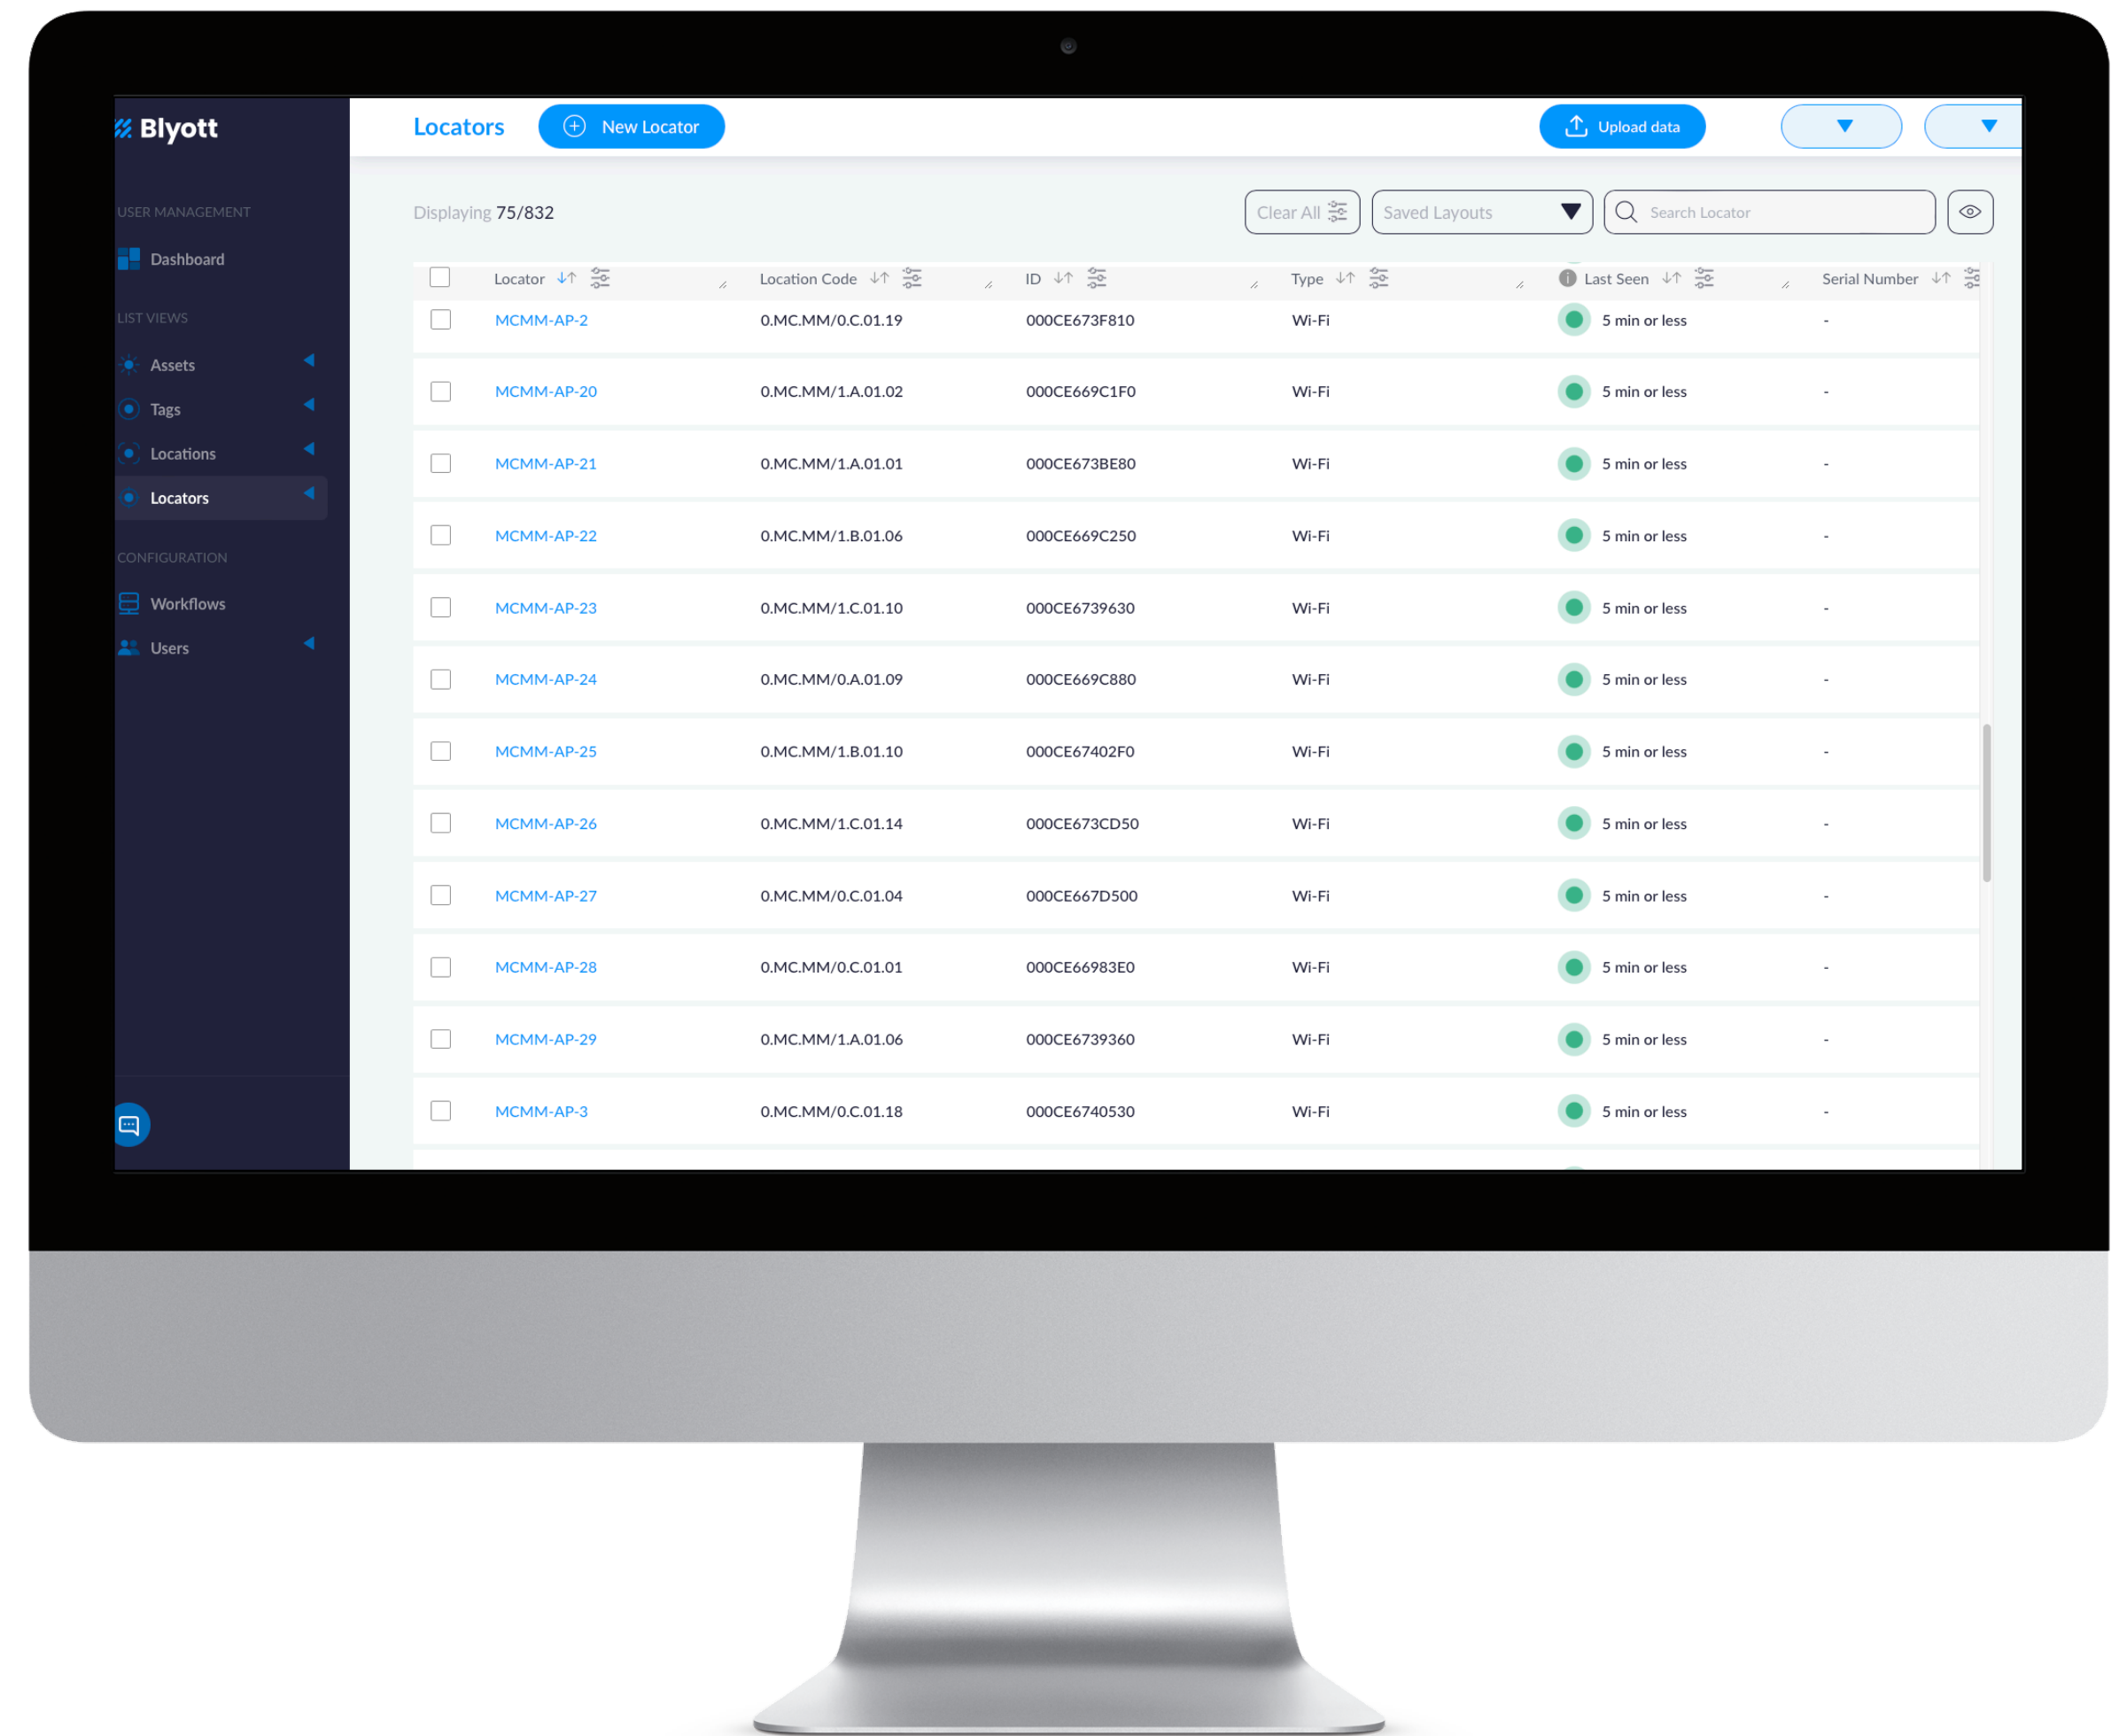 Blyott
USER MANAGEMENT
Dashboard
LIST VIEWS
Assets
Tags
Locations
Locators
CONFIGURATION
Workflows
Users
Locators
New Locator
Upload data
Displaying 75/832
Clear All
Saved Layouts
Search Locator
Locator Location Code ID Type Last Seen Serial Number
MCMM-AP-2 0.MC.MM/0.C.01.19 000CE673F810 Wi-Fi 5 min or less -
MCMM-AP-20 0.MC.MM/1.A.01.02 000CE669C1F0 Wi-Fi 5 min or less -
MCMM-AP-21 0.MC.MM/1.A.01.01 000CE673BE80 Wi-Fi 5 min or less -
MCMM-AP-22 0.MC.MM/1.B.01.06 000CE669C250 Wi-Fi 5 min or less -
MCMM-AP-23 0.MC.MM/1.C.01.10 000CE6739630 Wi-Fi 5 min or less -
MCMM-AP-24 0.MC.MM/0.A.01.09 000CE669C880 Wi-Fi 5 min or less -
MCMM-AP-25 0.MC.MM/1.B.01.10 000CE67402F0 Wi-Fi 5 min or less -
MCMM-AP-26 0.MC.MM/1.C.01.14 000CE673CD50 Wi-Fi 5 min or less -
MCMM-AP-27 0.MC.MM/0.C.01.04 000CE667D500 Wi-Fi 5 min or less -
MCMM-AP-28 0.MC.MM/0.C.01.01 000CE66983E0 Wi-Fi 5 min or less -
MCMM-AP-29 0.MC.MM/1.A.01.06 000CE6739360 Wi-Fi 5 min or less -
MCMM-AP-3 0.MC.MM/0.C.01.18 000CE6740530 Wi-Fi 5 min or less -